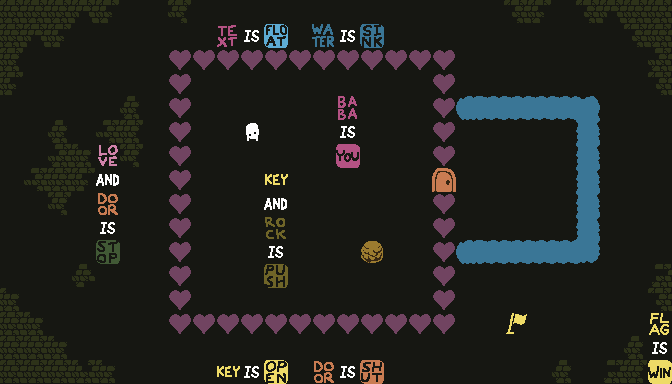 TEXT IS FLOAT WATER IS SINK
BABA
IS
YOU
LOVE
AND
DOOR
IS
STOP
KEY
AND
ROCK
IS
PUSH
FLAG
IS
WIN
KEY IS OPEN DOOR IS SHUT